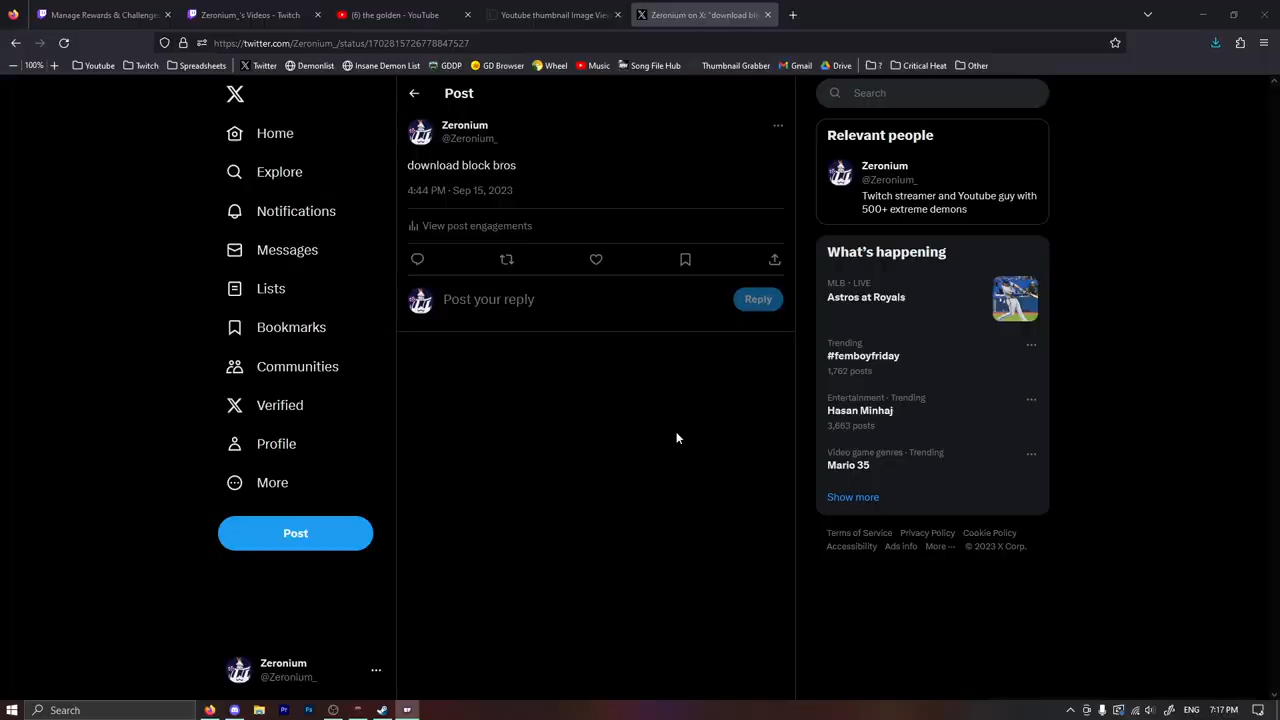 Manage Rewards & Challenge
Zeronium_'s Videos - Twitch
(6) the golden - YouTube
Youtube thumbnail Image View
Zeronium on X: "download bl
https://twitter.com/Zeronium_/status/1702815726778847527
100%
Youtube
Twitch
Spreadsheets
Twitter
Demonlist
Insane Demon List
GDDP
GD Browser
Wheel
Music
Song File Hub
Thumbnail Grabber
Gmail
Drive
?
Critical Heat
Other
Home
Explore
Notifications
Messages
Lists
Bookmarks
Communities
Verified
Profile
More
Post
Zeronium
@Zeronium_
Post
Zeronium
@Zeronium_
download block bros
4:44 PM · Sep 15, 2023
View post engagements
Post your reply
Reply
Search
Relevant people
Zeronium
@Zeronium_
Twitch streamer and Youtube guy with
500+ extreme demons
What's happening
MLB · LIVE
Astros at Royals
Trending
#femboyfriday
1,762 posts
Entertainment · Trending
Hasan Minhaj
3,663 posts
Video game genres · Trending
Mario 35
Show more
Terms of Service Privacy Policy Cookie Policy
Accessibility Ads info More ··· © 2023 X Corp.
Search
Pr
Ps
7:17 PM